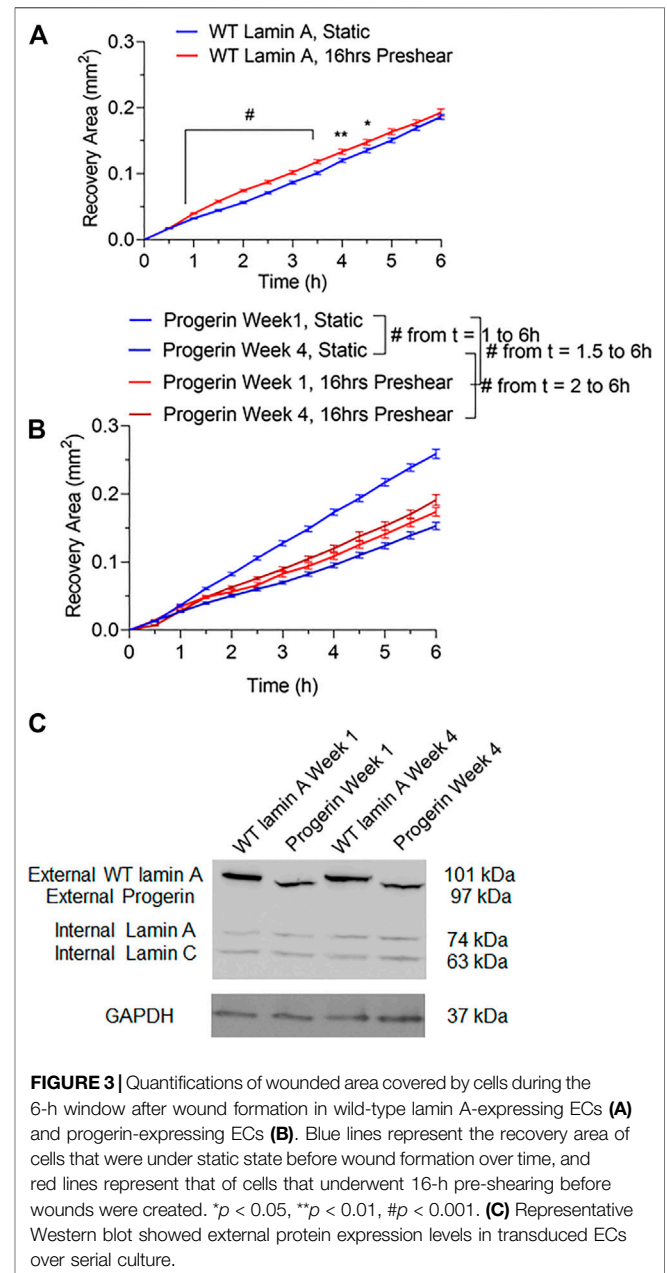 A
WT Lamin A, Static
WT Lamin A, 16hrs Preshear
Recovery Area (mm²)
0.3
0.2
0.1
0.0
#
**
*
0 1 2 3 4 5 6
Time (h)
Progerin Week1, Static
Progerin Week 4, Static
Progerin Week 1, 16hrs Preshear
Progerin Week 4, 16hrs Preshear
# from t = 1 to 6h
# from t = 1.5 to 6h
# from t = 2 to 6h
B
Recovery Area (mm²)
0.3
0.2
0.1
0.0
0 1 2 3 4 5 6
Time (h)
C
WT lamin A Week 1
Progerin Week 1
WT lamin A Week 4
Progerin Week 4
External WT lamin A 101 kDa
External Progerin 97 kDa
Internal Lamin A 74 kDa
Internal Lamin C 63 kDa
GAPDH 37 kDa
FIGURE 3 | Quantifications of wounded area covered by cells during the
6-h window after wound formation in wild-type lamin A-expressing ECs (A)
and progerin-expressing ECs (B). Blue lines represent the recovery area of
cells that were under static state before wound formation over time, and
red lines represent that of cells that underwent 16-h pre-shearing before
wounds were created. *p < 0.05, **p < 0.01, #p < 0.001. (C) Representative
Western blot showed external protein expression levels in transduced ECs
over serial culture.